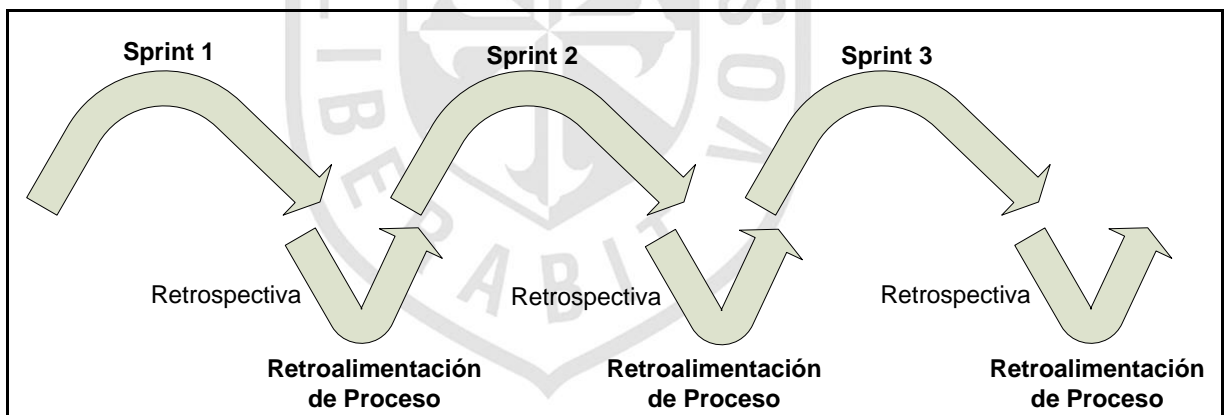 Sprint 1
Sprint 2
Sprint 3
Retrospectiva
Retrospectiva
Retrospectiva
Retroalimentación
de Proceso
Retroalimentación
de Proceso
Retroalimentación
de Proceso